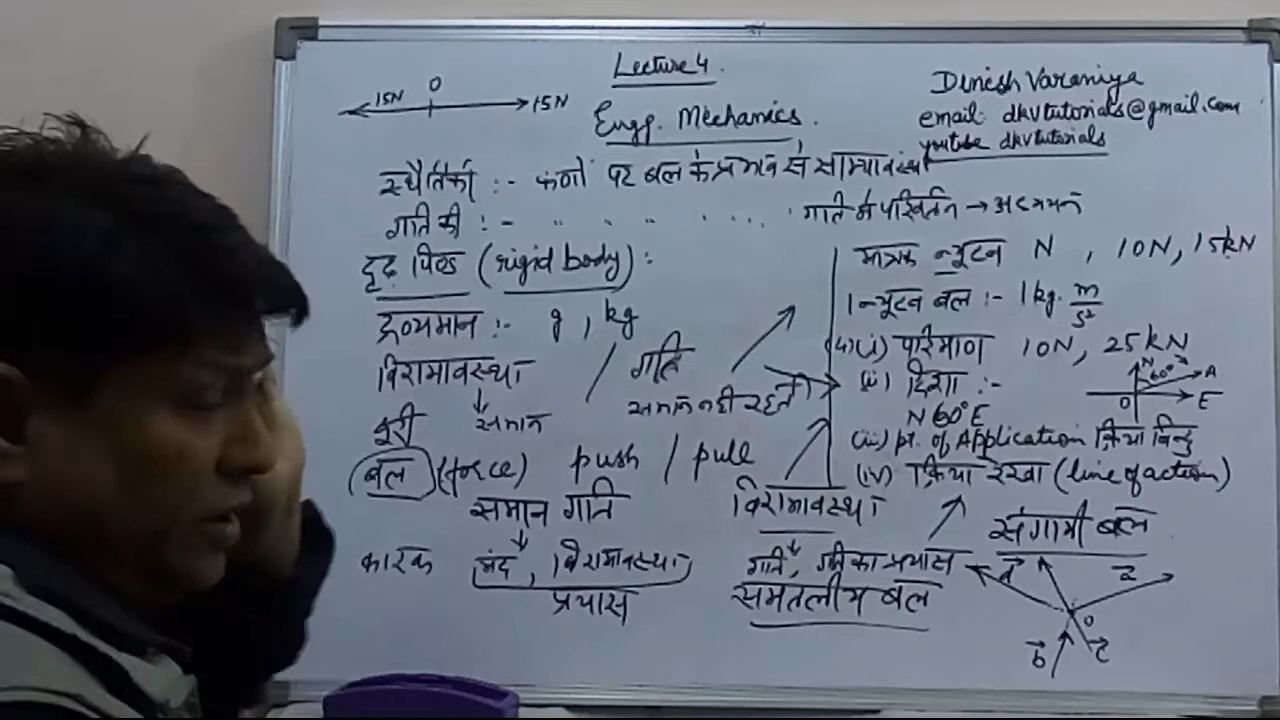 Lecture 4.
Engg. Mechanics.
Dinesh Varaniya
email: dkvtutorials@gmail.com
youtube dkvtutorials
15N O 15N
स्थैतिकी :- कणों पर बल के प्रभाव से साम्यावस्था
गतिकी :- " " " गति में परिवर्तन → अध्ययन
दृढ़ पिण्ड (rigid body) :
द्रव्यमान :- g, kg
विरामावस्था / गति
समान समान नहीं रहते
दूरी
बल (force) push / pull
समान गति विरामावस्था
कारक मंद, विरामावस्था गति, गति का प्रयास
प्रयास
समतलीय बल
मात्रक न्यूटन N, 10N, 15kN
1 न्यूटन बल :- 1 kg. m/s²
(i) परिमाण 10N, 25kN
(ii) दिशा :-
N 60° E
N 60° A
O E
(iii) pt. of Application क्रिया बिन्दु
(iv) क्रिया रेखा (line of action)
संगामी बल
d a
O
b c